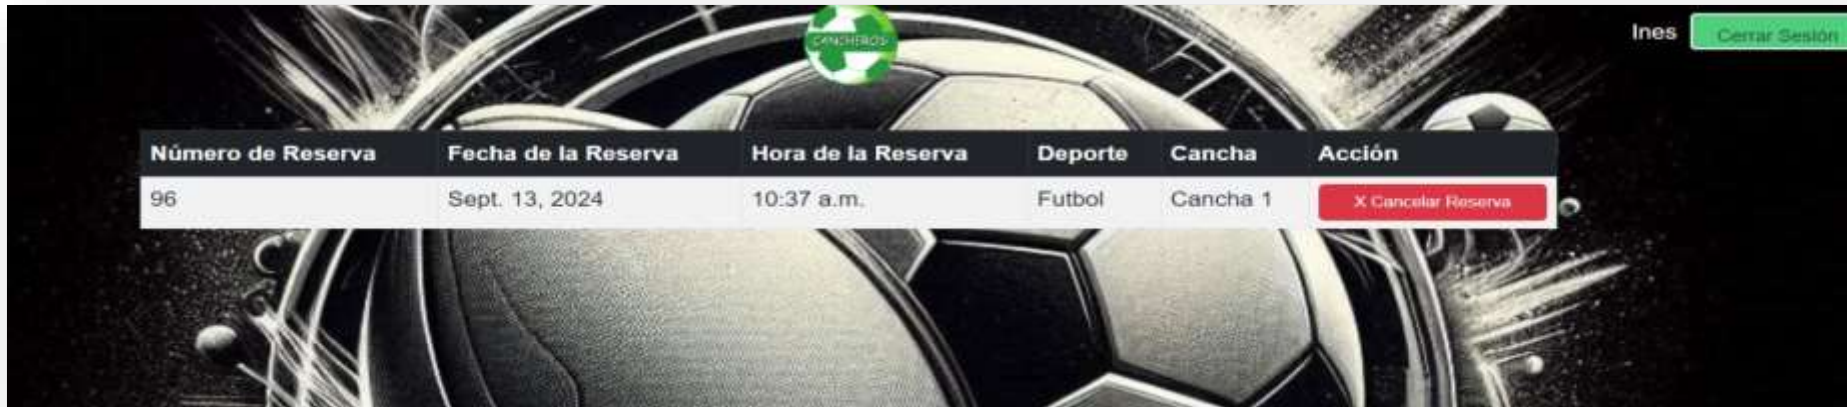 CANCHEROS
Ines Cerrar Sesión
Número de Reserva Fecha de la Reserva Hora de la Reserva Deporte Cancha Acción
96 Sept. 13, 2024 10:37 a.m. Futbol Cancha 1 X Cancelar Reserva